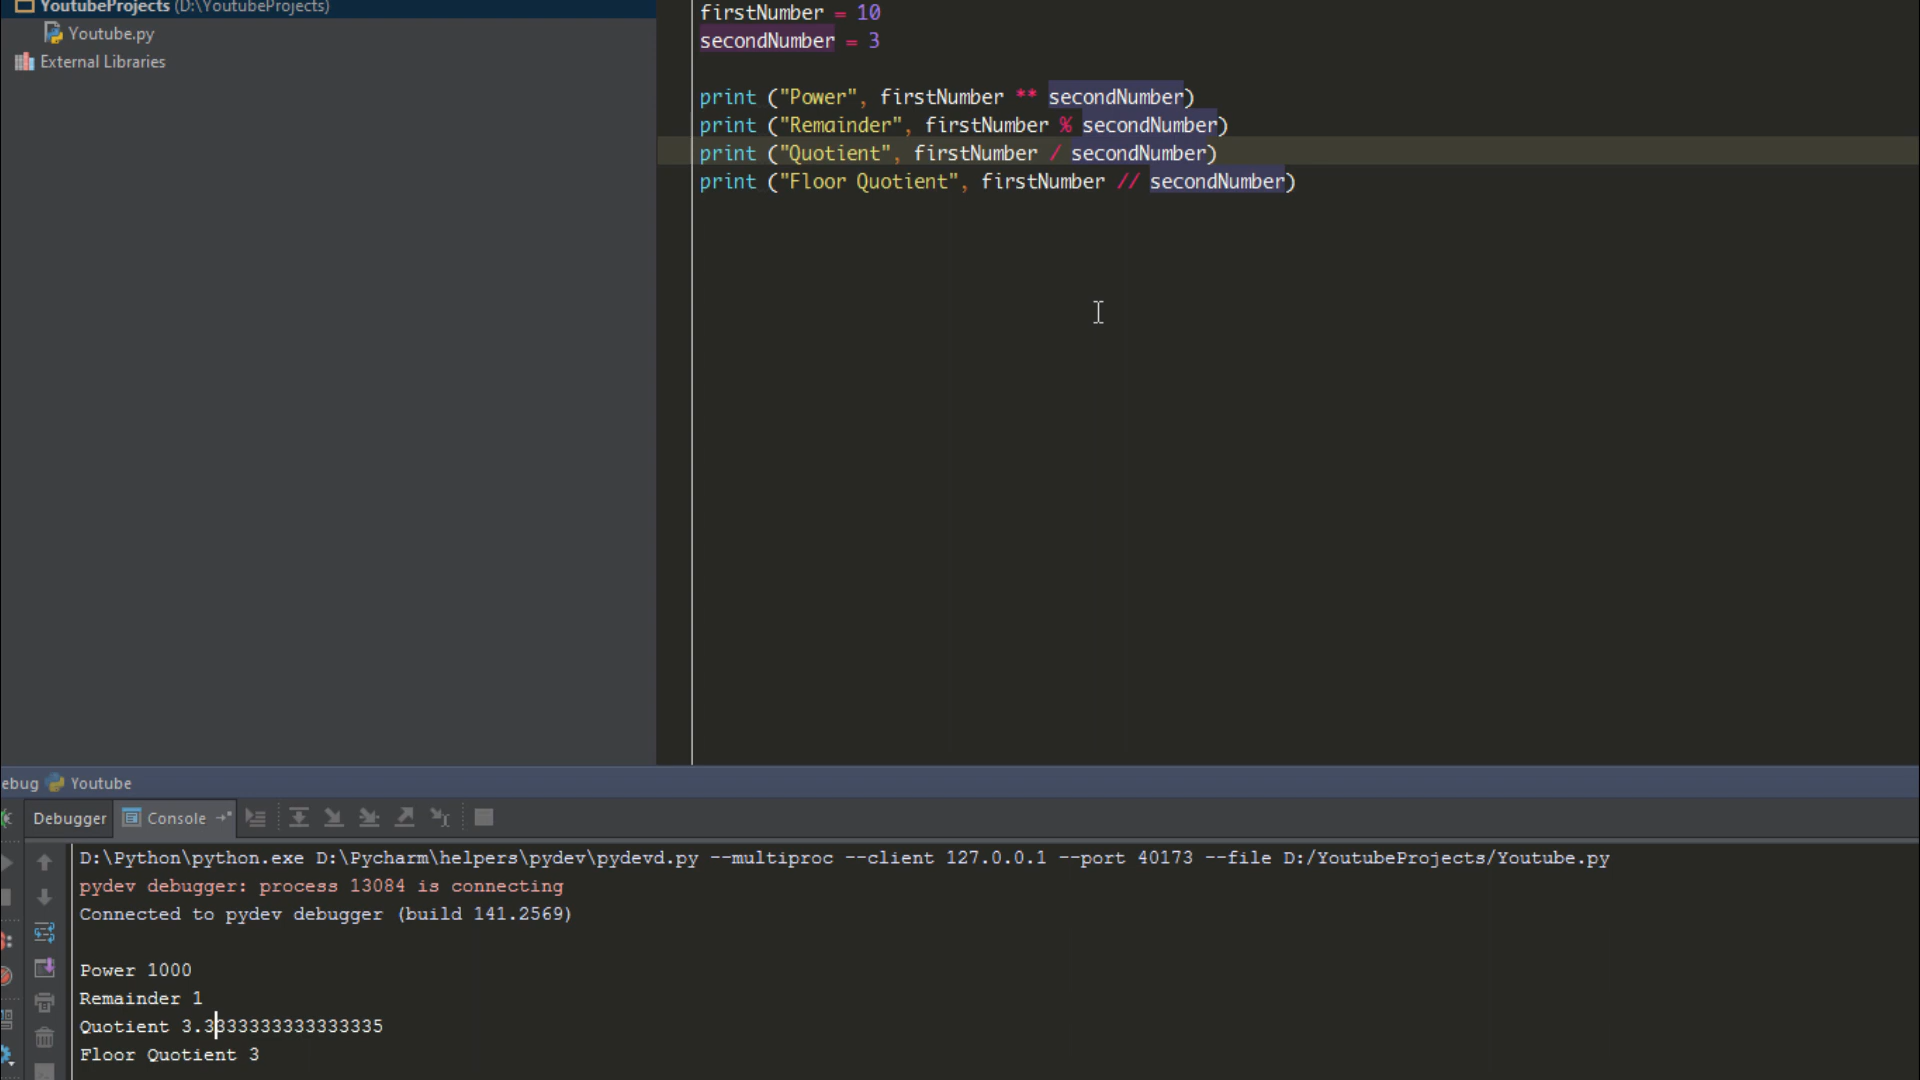 YoutubeProjects (D:\YoutubeProjects)
Youtube.py
External Libraries
firstNumber = 10
secondNumber = 3
print ("Power", firstNumber ** secondNumber)
print ("Remainder", firstNumber % secondNumber)
print ("Quotient", firstNumber / secondNumber)
print ("Floor Quotient", firstNumber // secondNumber)
ebug Youtube
Debugger Console
D:\Python\python.exe D:\Pycharm\helpers\pydev\pydevd.py --multiproc --client 127.0.0.1 --port 40173 --file D:/YoutubeProjects/Youtube.py
pydev debugger: process 13084 is connecting
Connected to pydev debugger (build 141.2569)
Power 1000
Remainder 1
Quotient 3.3333333333333335
Floor Quotient 3